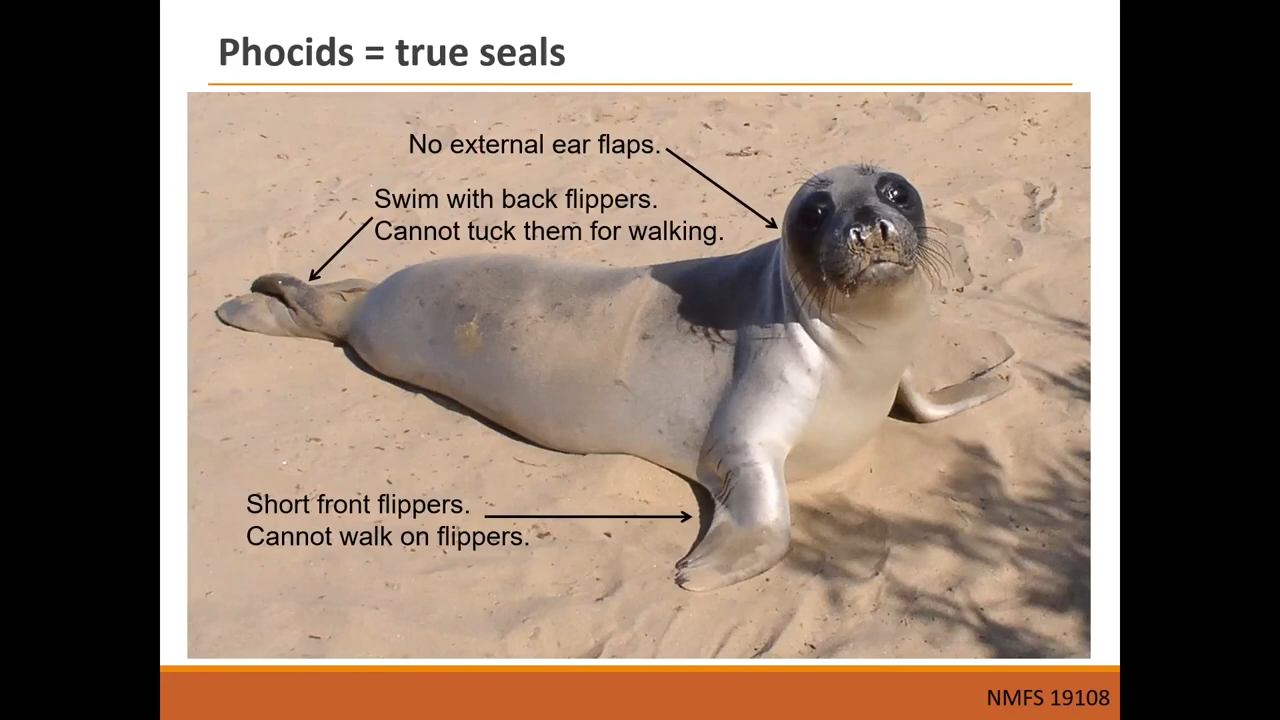 Phocids = true seals
No external ear flaps.
Swim with back flippers.
Cannot tuck them for walking.
Short front flippers.
Cannot walk on flippers.
NMFS 19108